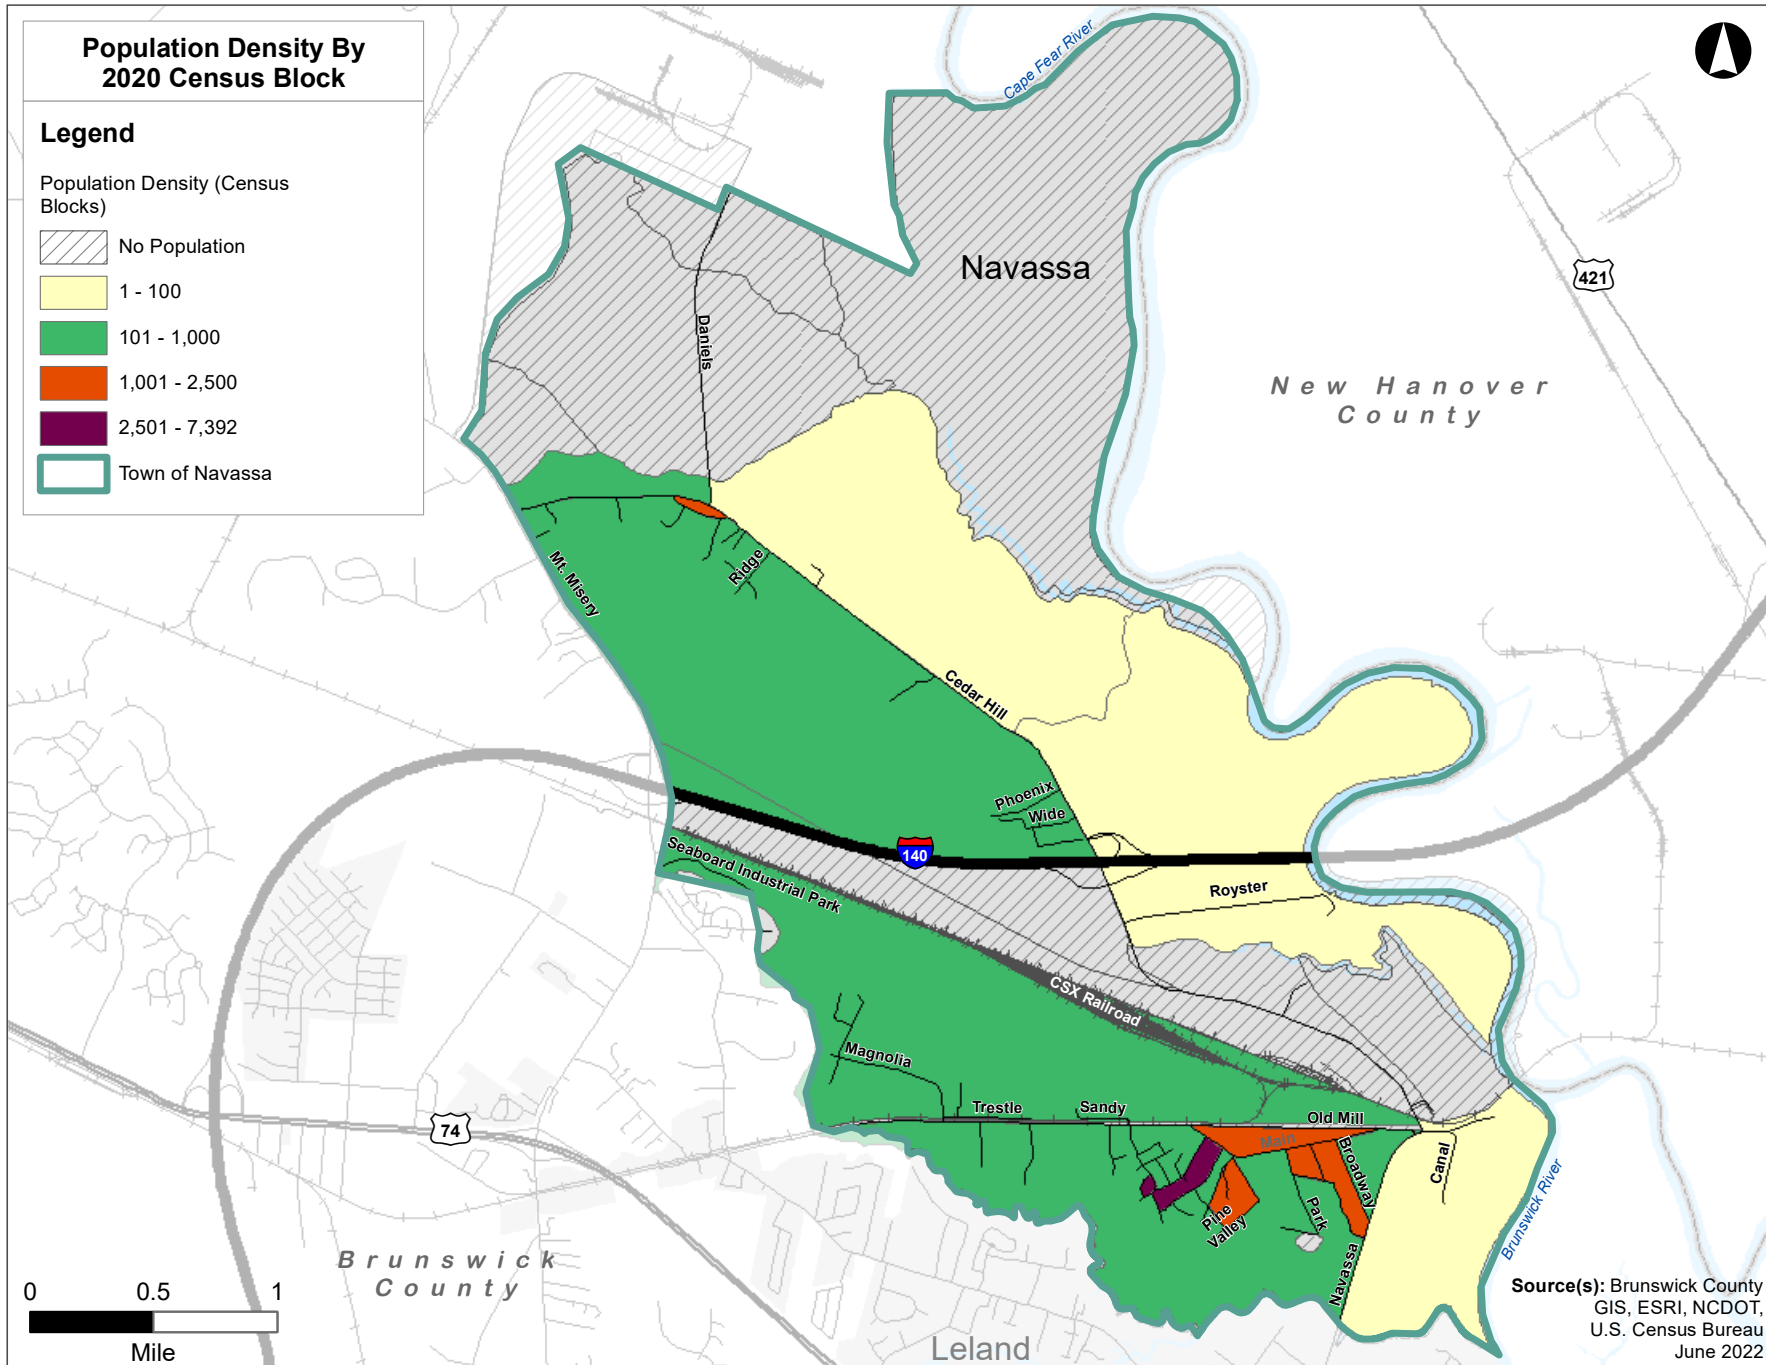 Population Density By
2020 Census Block
Legend
Population Density (Census
Blocks)
No Population
1 - 100
101 - 1,000
1,001 - 2,500
2,501 - 7,392
Town of Navassa
Cape Fear River
Navassa
421
New Hanover
County
Daniels
Mt. Misery
Ridge
Cedar Hill
Phoenix
Wide
140
Seaboard Industrial Park
Royster
CSX Railroad
Magnolia
Trestle
Sandy
Old Mill
Main
Broadway
Canal
74
Pine
Valley
Park
Navassa
Brunswick River
Brunswick
County
Leland
0 0.5 1
Mile
Source(s): Brunswick County
GIS, ESRI, NCDOT,
U.S. Census Bureau
June 2022